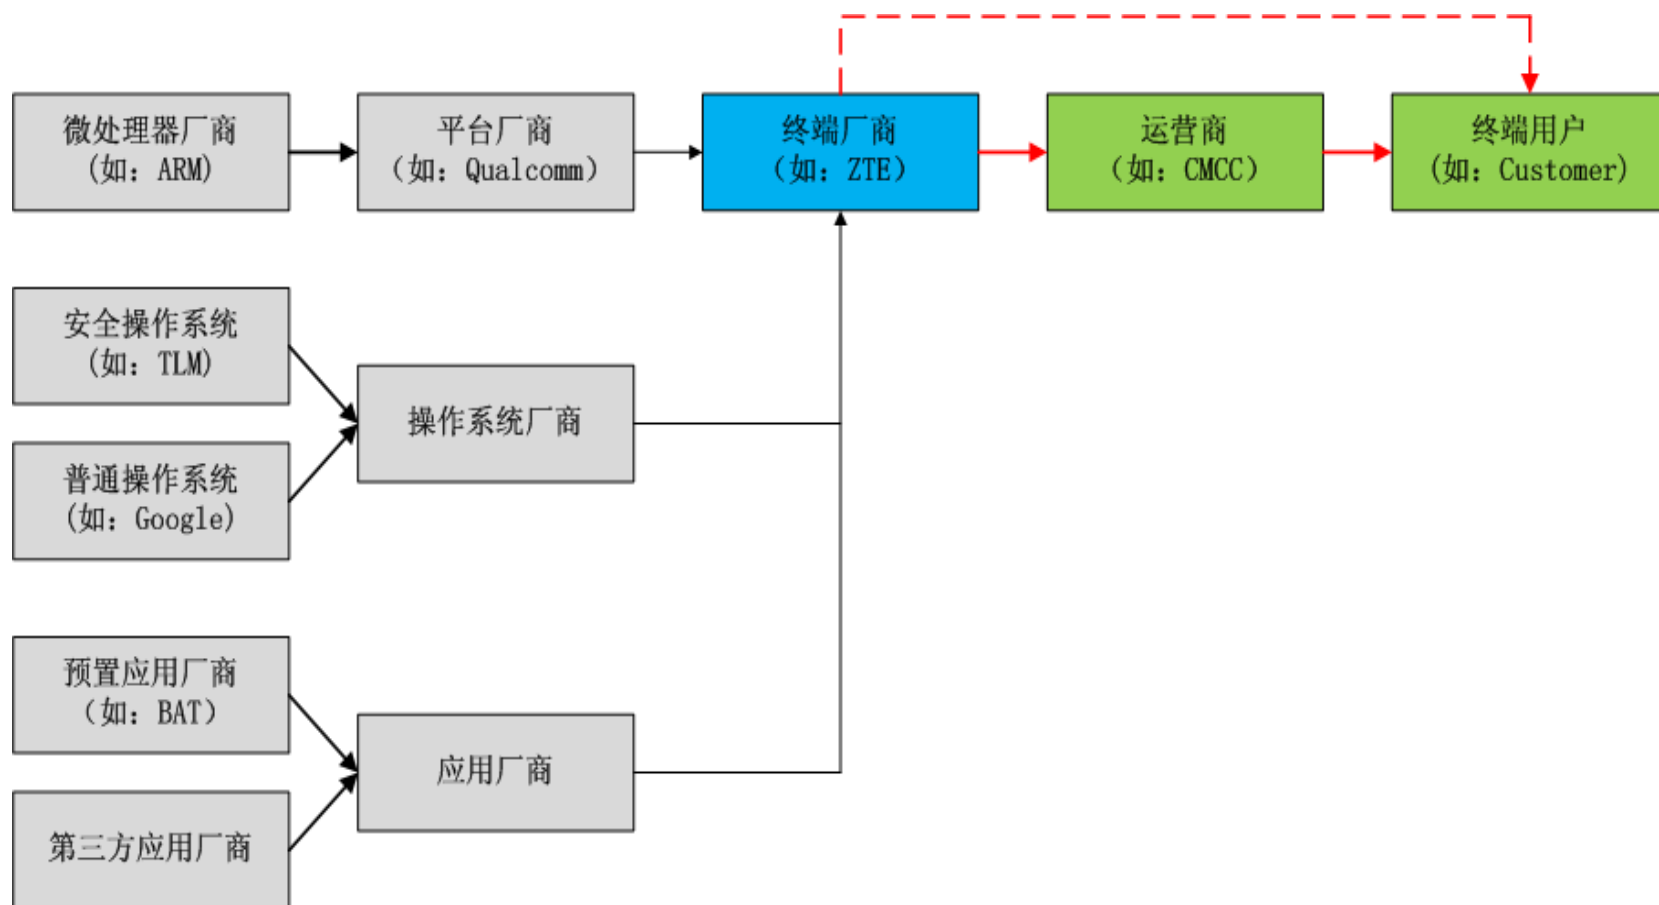 微处理器厂商
(如：ARM)
平台厂商
（如：Qualcomm）
终端厂商
（如：ZTE）
运营商
（如：CMCC）
终端用户
(如：Customer)
安全操作系统
(如：TLM)
操作系统厂商
普通操作系统
(如：Google)
预置应用厂商
（如：BAT）
应用厂商
第三方应用厂商